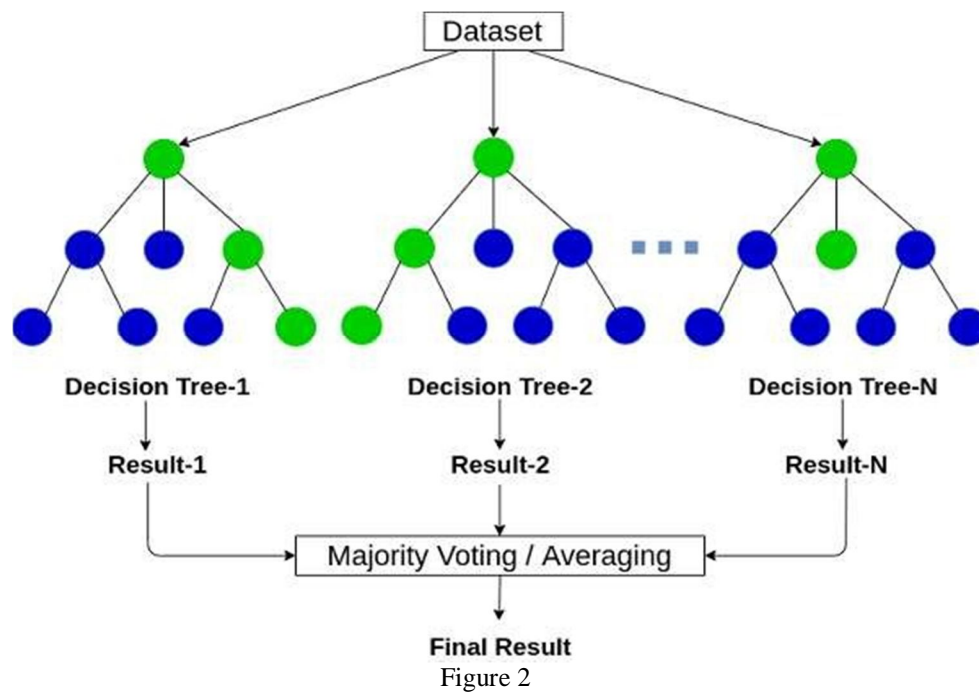 Dataset
Decision Tree-1 Decision Tree-2 Decision Tree-N
Result-1 Result-2 Result-N
Majority Voting / Averaging
Final Result
Figure 2